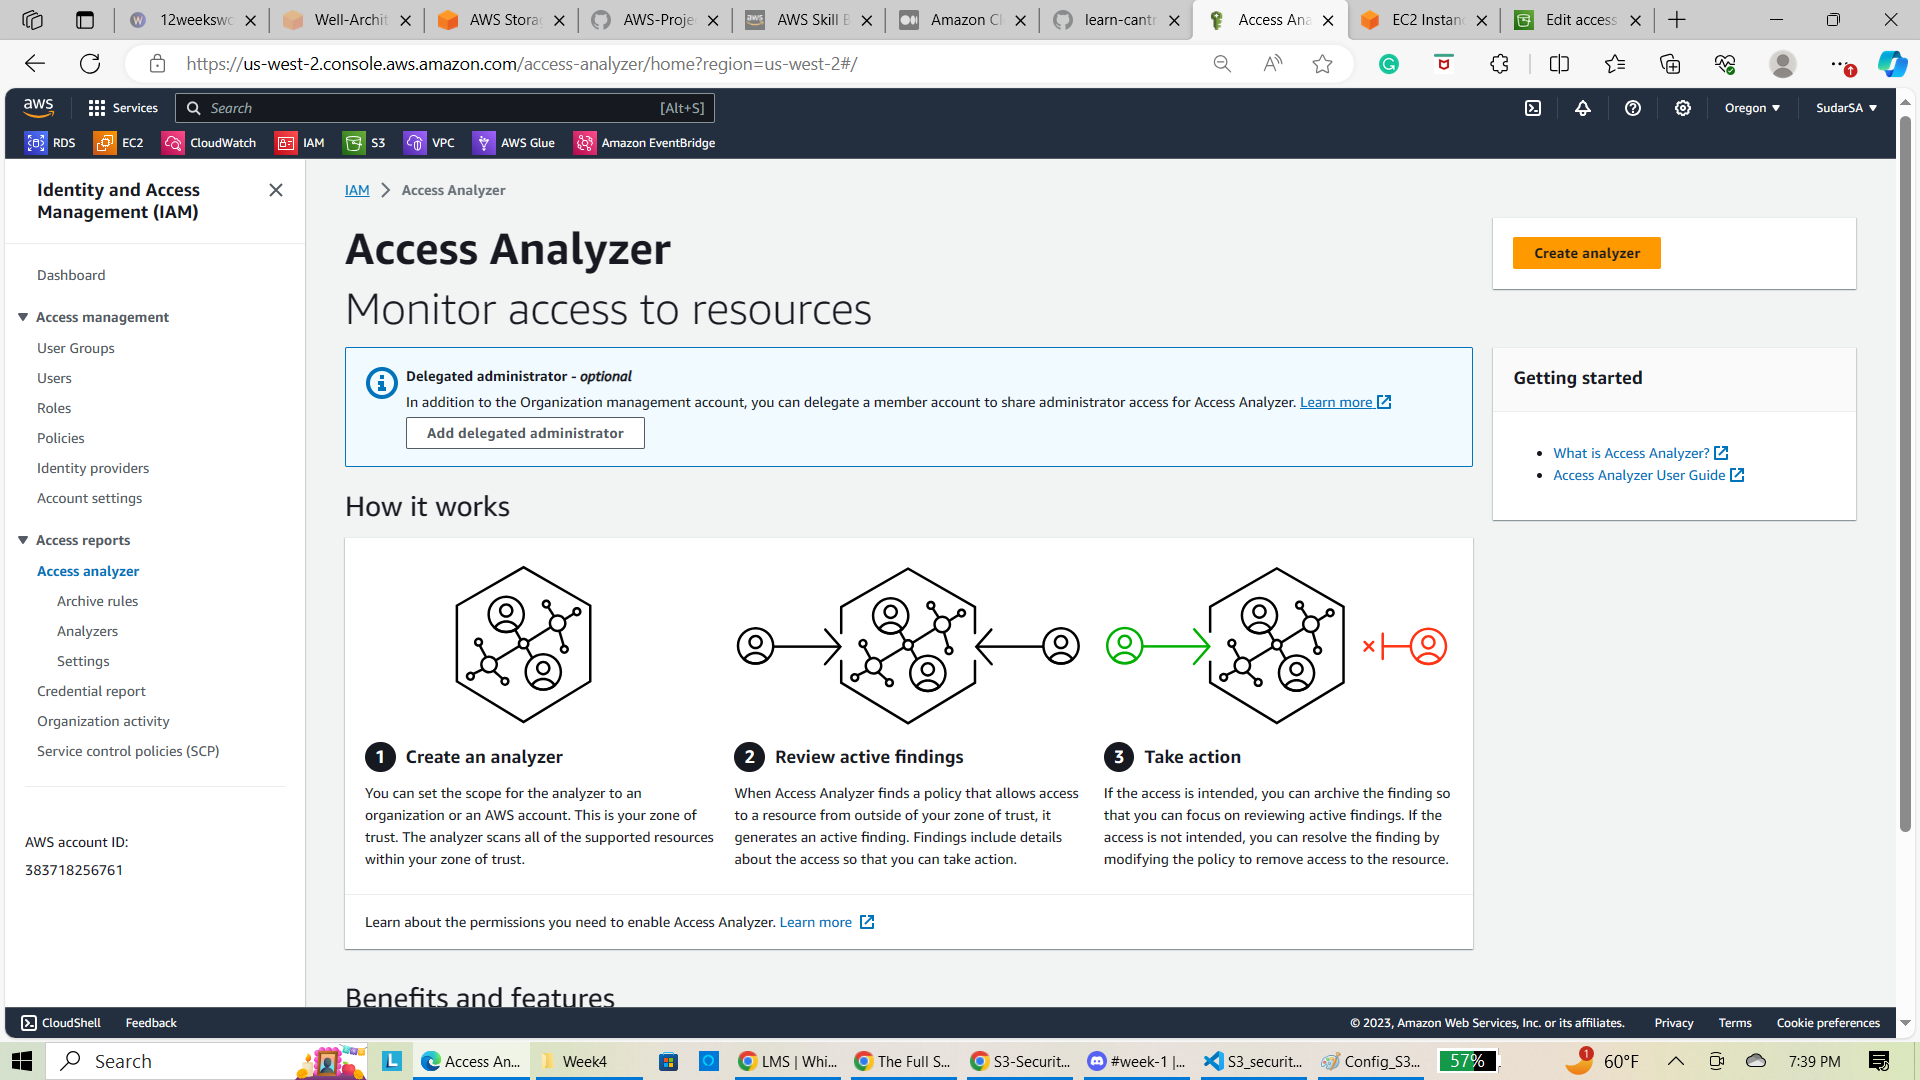 12weekswo
Well-Archit
AWS Storag
AWS-Proje
AWS Skill B
Amazon Cl
learn-cantr
Access Ana
EC2 Instanc
Edit access
https://us-west-2.console.aws.amazon.com/access-analyzer/home?region=us-west-2#/
aws
Services
Search
[Alt+S]
Oregon
SudarSA
RDS
EC2
CloudWatch
IAM
S3
VPC
AWS Glue
Amazon EventBridge
Identity and Access
Management (IAM)
Dashboard
Access management
User Groups
Users
Roles
Policies
Identity providers
Account settings
Access reports
Access analyzer
Archive rules
Analyzers
Settings
Credential report
Organization activity
Service control policies (SCP)
AWS account ID:
383718256761
IAM
Access Analyzer
Access Analyzer
Monitor access to resources
Create analyzer
Delegated administrator - optional
In addition to the Organization management account, you can delegate a member account to share administrator access for Access Analyzer. Learn more
Add delegated administrator
Getting started
What is Access Analyzer?
Access Analyzer User Guide
How it works
1 Create an analyzer
You can set the scope for the analyzer to an
organization or an AWS account. This is your zone of
trust. The analyzer scans all of the supported resources
within your zone of trust.
2 Review active findings
When Access Analyzer finds a policy that allows access
to a resource from outside of your zone of trust, it
generates an active finding. Findings include details
about the access so that you can take action.
3 Take action
If the access is intended, you can archive the finding so
that you can focus on reviewing active findings. If the
access is not intended, you can resolve the finding by
modifying the policy to remove access to the resource.
Learn about the permissions you need to enable Access Analyzer. Learn more
Benefits and features
CloudShell
Feedback
© 2023, Amazon Web Services, Inc. or its affiliates.
Privacy
Terms
Cookie preferences
Search
Access An...
Week4
LMS | Whi...
The Full S...
S3-Securit...
#week-1 |...
S3_securit...
Config_S3...
57%
1
60°F
7:39 PM